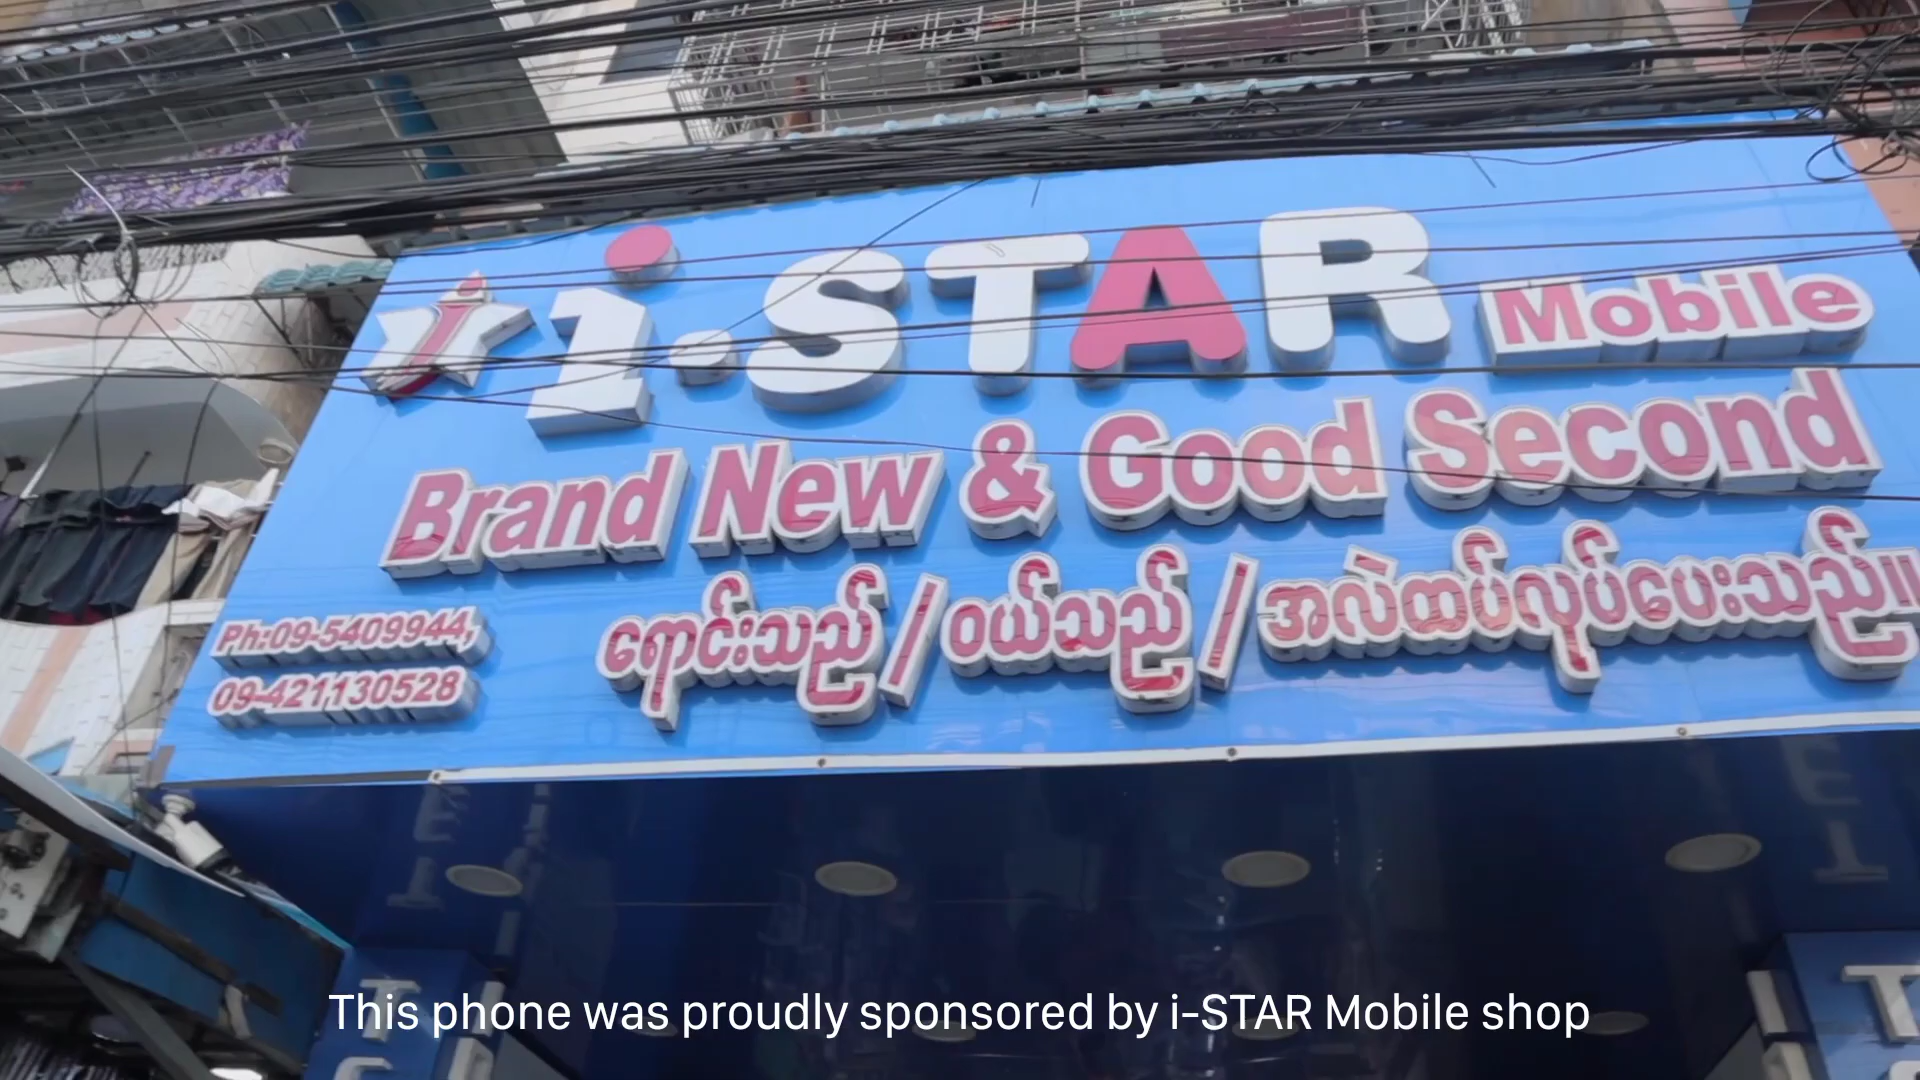 i·STAR Mobile
Brand New & Good Second
ရောင်းသည် / ဝယ်သည် / အလဲထပ်လုပ်ပေးသည်။
Ph:09-5409944,
09-421130528
This phone was proudly sponsored by i-STAR Mobile shop